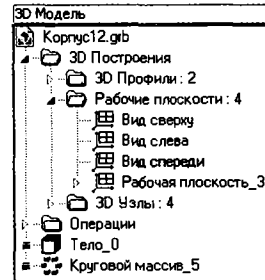 3D Модель
Корпус12.grb
3D Построения
3D Профили : 2
Рабочие плоскости : 4
Вид сверху
Вид слева
Вид спереди
Рабочая плоскость_3
3D Узлы : 4
Операции
Тело_0
Круговой массив_5